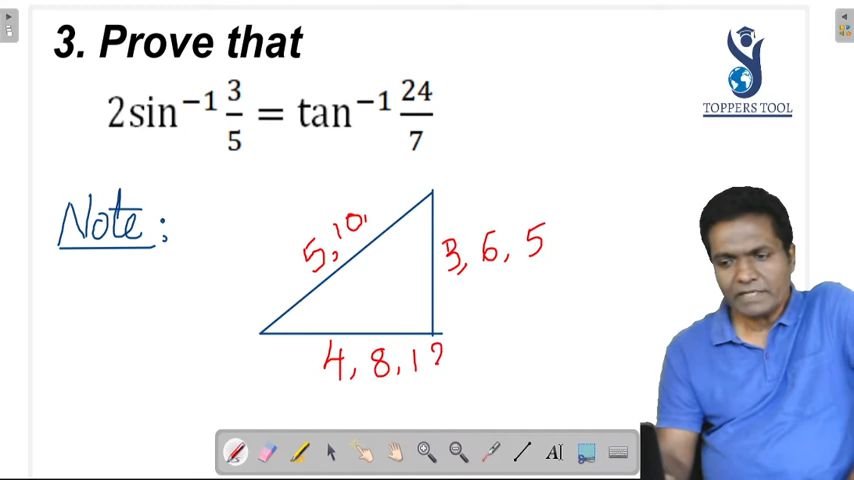 3. Prove that
2sin⁻¹ 3/5 = tan⁻¹ 24/7
TOPPERS TOOL
Note:
5, 10,
3, 6, 5
4, 8, 12